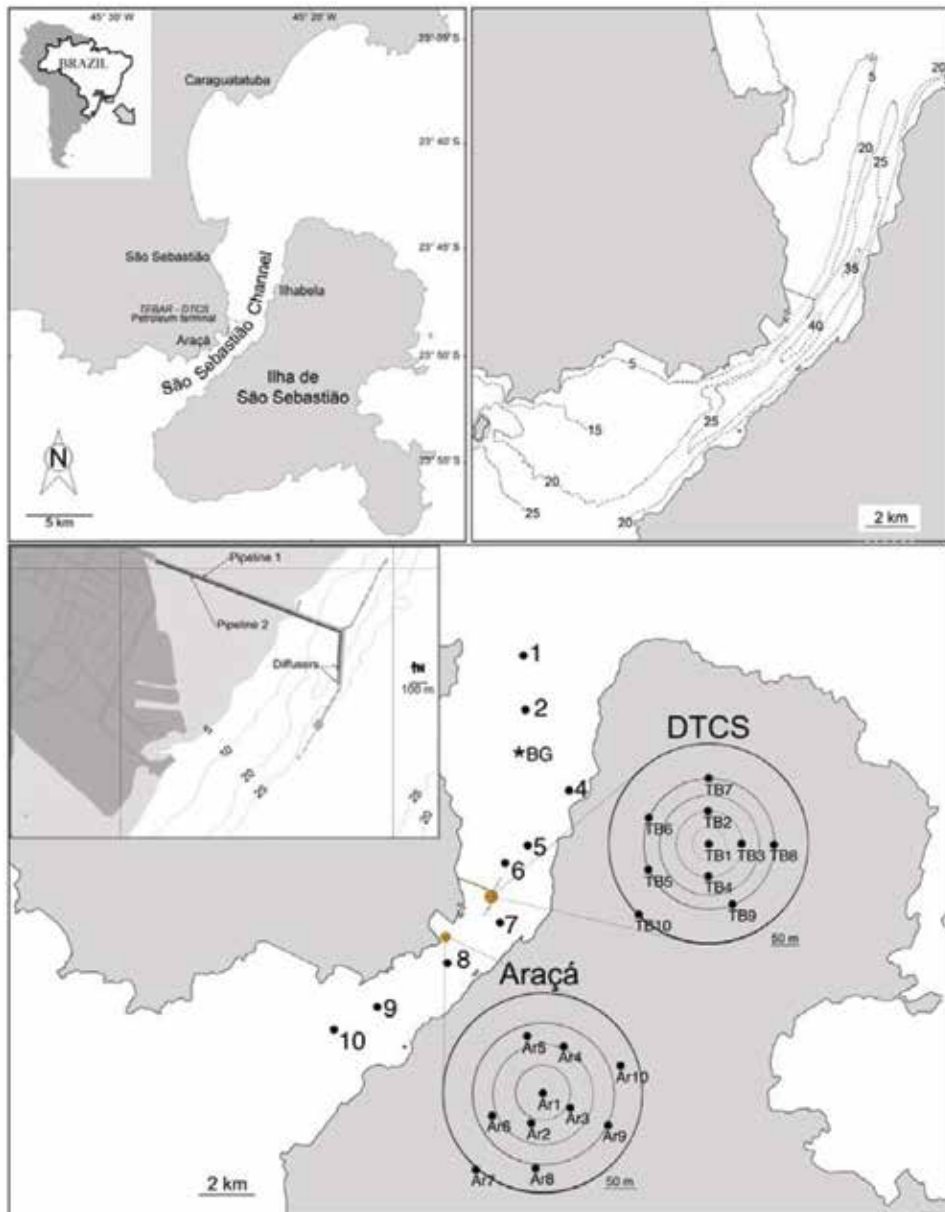 45° 30' W
45° 20' W
BRAZIL
Caraguatatuba
23° 40' S
São Sebastião
23° 45' S
Ilhabela
TEBAR - DTCS
Petroleum terminal
Araçá
São Sebastião Channel
23° 50' S
Ilha de
São Sebastião
N
5 km
5
20
20
25
35
40
5
25
15
20
25
20
2 km
Pipeline 1
Pipeline 2
Diffusers
N
100 m
1
2
BG
4
5
6
7
8
9
10
DTCS
TB7
TB2
TB6
TB1
TB3
TB8
TB5
TB4
TB9
TB10
50 m
Araçá
Ar5
Ar4
Ar10
Ar1
Ar3
Ar6
Ar2
Ar9
Ar7
Ar8
50 m
2 km